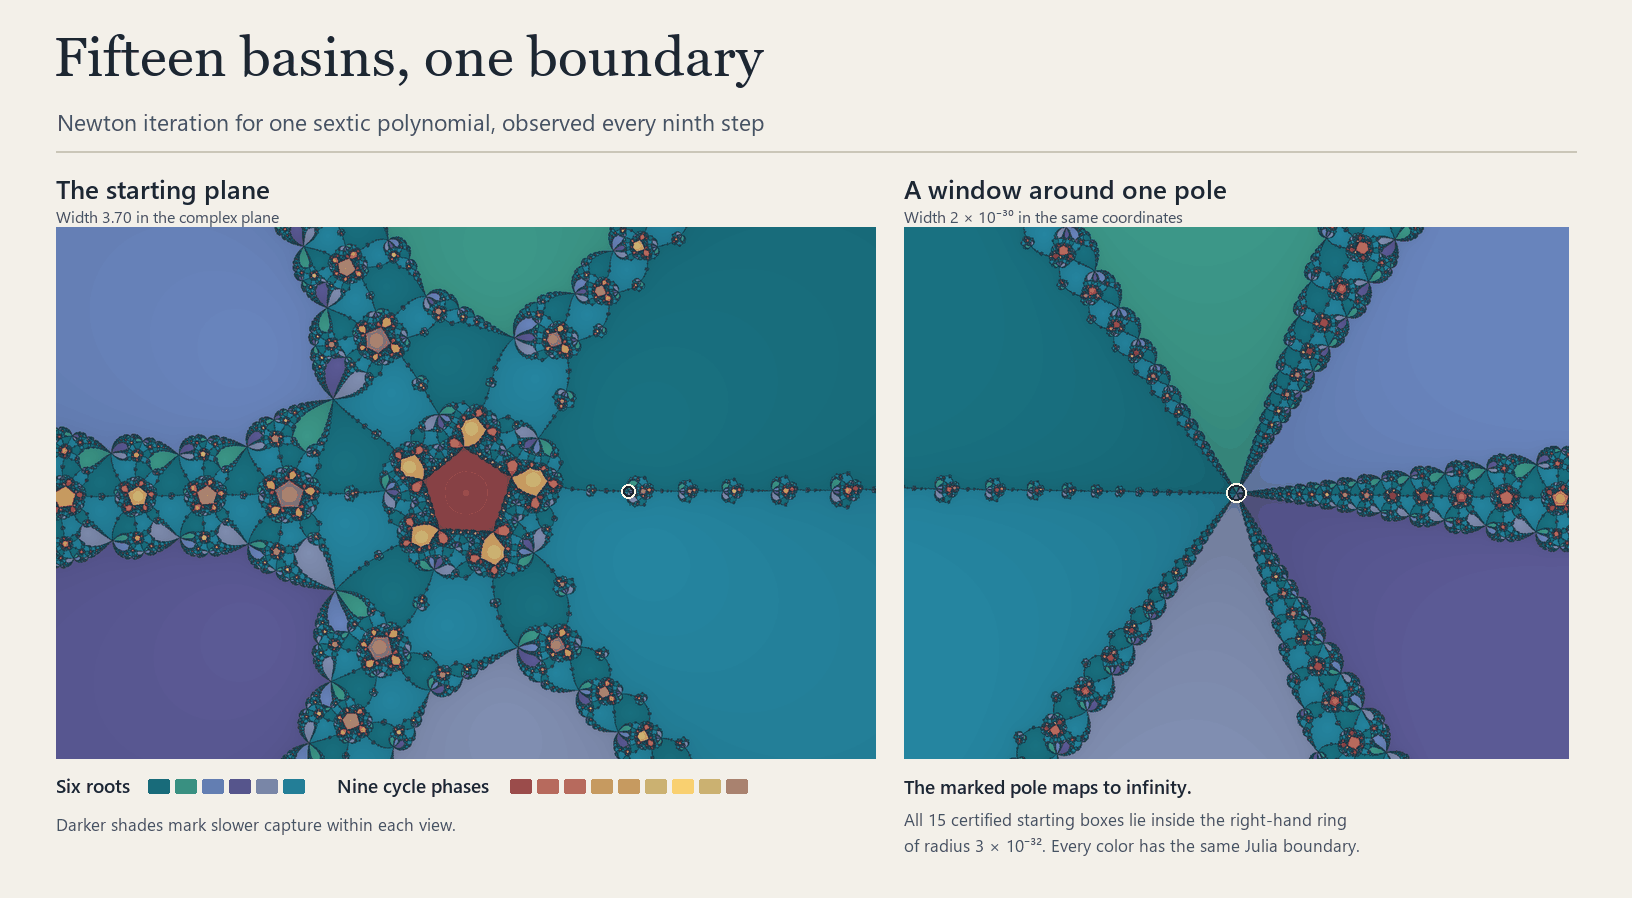 Fifteen basins, one boundary
Newton iteration for one sextic polynomial, observed every ninth step
The starting plane
Width 3.70 in the complex plane
A window around one pole
Width 2 × 10⁻³⁰ in the same coordinates
Six roots
Nine cycle phases
Darker shades mark slower capture within each view.
The marked pole maps to infinity.
All 15 certified starting boxes lie inside the right-hand ring
of radius 3 × 10⁻³². Every color has the same Julia boundary.